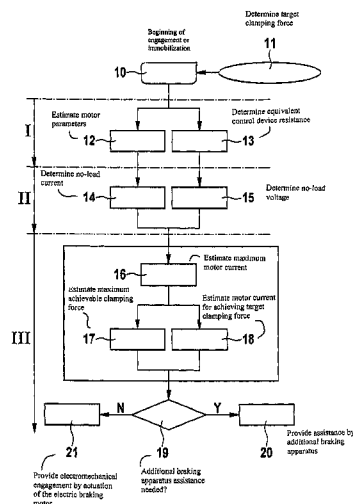 Determine target
clamping force
11
Beginning of
engagement or
immobilization
10
I
Estimate motor
parameters
12
Determine equivalent
control device resistance
13
II
Determine no-load
current
14
15
Determine no-load
voltage
III
16
Estimate maximum
motor current
Estimate maximum
achievable clamping
force
17
Estimate motor current
for achieving target
clamping force
18
N
Y
21
19
20
Provide electromechanical
engagement by actuation
of the electric braking
motor
Additional braking
apparatus assistance
needed?
Provide assistance by
additional braking
apparatus